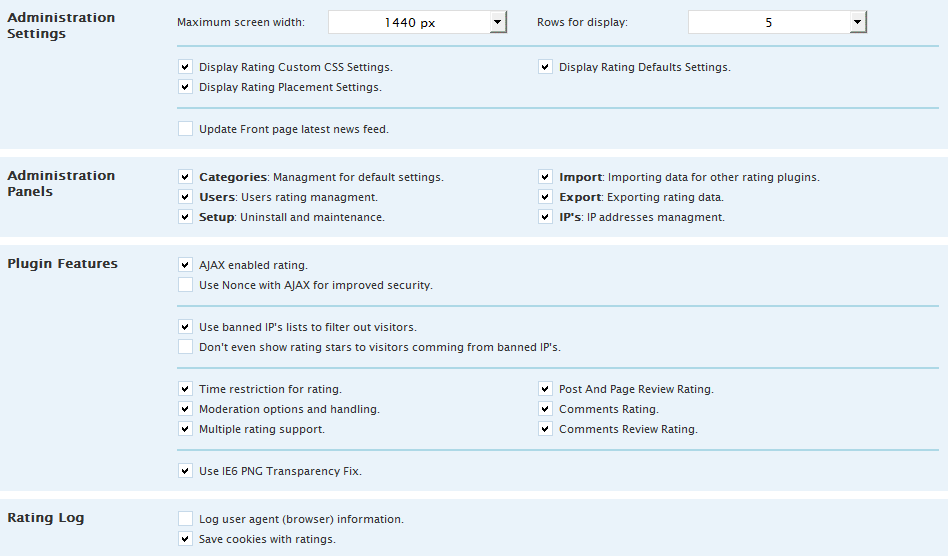 Administration Settings
Maximum screen width: 1440 px Rows for display: 5
Display Rating Custom CSS Settings. Display Rating Defaults Settings.
Display Rating Placement Settings.
Update Front page latest news feed.
Administration Panels
Categories: Managment for default settings. Import: Importing data for other rating plugins.
Users: Users rating managment. Export: Exporting rating data.
Setup: Uninstall and maintenance. IP's: IP addresses managment.
Plugin Features
AJAX enabled rating.
Use Nonce with AJAX for improved security.
Use banned IP's lists to filter out visitors.
Don't even show rating stars to visitors comming from banned IP's.
Time restriction for rating. Post And Page Review Rating.
Moderation options and handling. Comments Rating.
Multiple rating support. Comments Review Rating.
Use IE6 PNG Transparency Fix.
Rating Log
Log user agent (browser) information.
Save cookies with ratings.